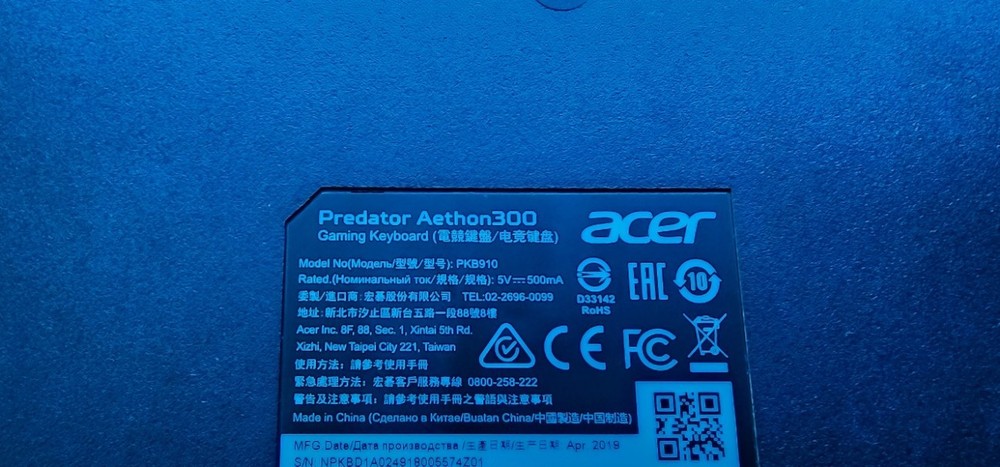 Predator Aethon300
acer
Gaming Keyboard (電競鍵盤/电竞键盘)
Model No(Модель/型號/型号): PKB910
Rated.(Номинальный ток/規格/规格): 5V⎓500mA
委製/進口商: 宏碁股份有限公司 TEL:02-2696-0099
地址: 新北市汐止區新台五路一段88號8樓
Acer Inc. 8F, 88, Sec. 1, Xintai 5th Rd.
Xizhi, New Taipei City 221, Taiwan
使用方法: 請參考使用手冊
緊急處理方法: 宏碁客戶服務專線 0800-258-222
警告及注意事項: 請參考使用手冊之警語與注意事項
Made in China (Сделано в Китае/Buatan China/中國製造/中国制造)
D33142
RoHS
EAC
10
CE
FC
MFG Date/Дата производства /生產日期/生产日期: Apr 2019
S/N NPKBD1A024918005574Z01